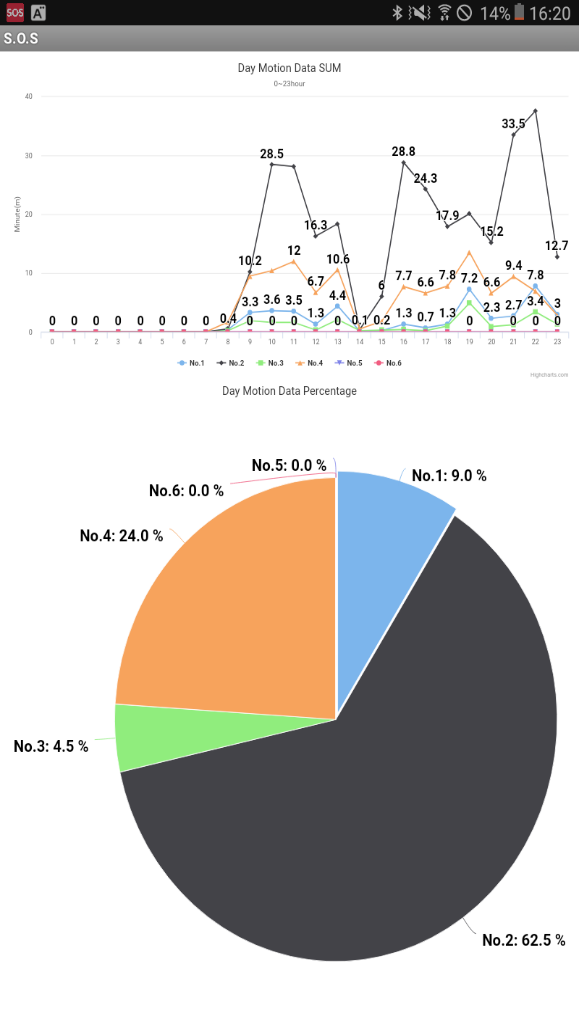 SOS A 14% 16:20
S.O.S
Day Motion Data SUM
0~23hour
Minute(m)
40
30
20
10
0
33.5
28.5
28.8
24.3
16.3
17.9
15.2
12.7
10.2
12
10.6
6.7
6
7.7
6.6
7.8
7.2
6.6
9.4
7.8
3.3 3.6 3.5 1.3 4.4 1.3 0.7 1.3 2.3 2.7 3.4 3
0 0 0 0 0 0 0 0 0.4 0 0 0 0 0 0.1 0.2 0 0 0 0 0 0 0 0
0 1 2 3 4 5 6 7 8 9 10 11 12 13 14 15 16 17 18 19 20 21 22 23
No.1 No.2 No.3 No.4 No.5 No.6
Highcharts.com
Day Motion Data Percentage
No.5: 0.0 %
No.1: 9.0 %
No.6: 0.0 %
No.4: 24.0 %
No.3: 4.5 %
No.2: 62.5 %